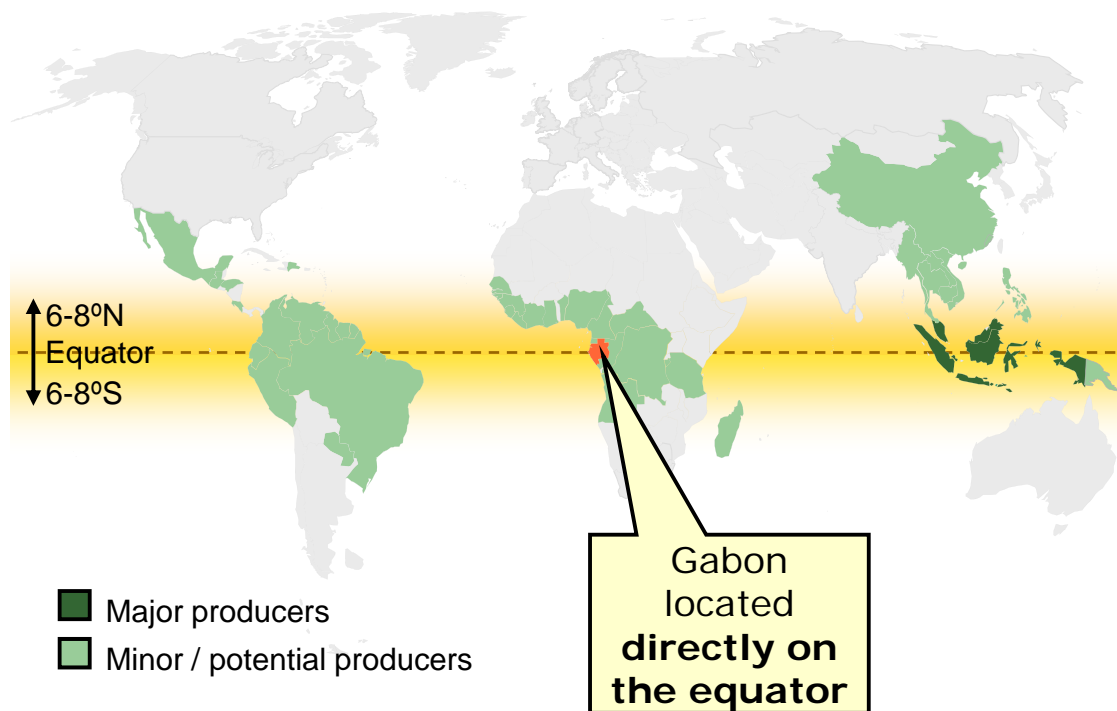 6-8ºN
Equator
6-8ºS
Gabon
located
directly on
the equator
Major producers
Minor / potential producers